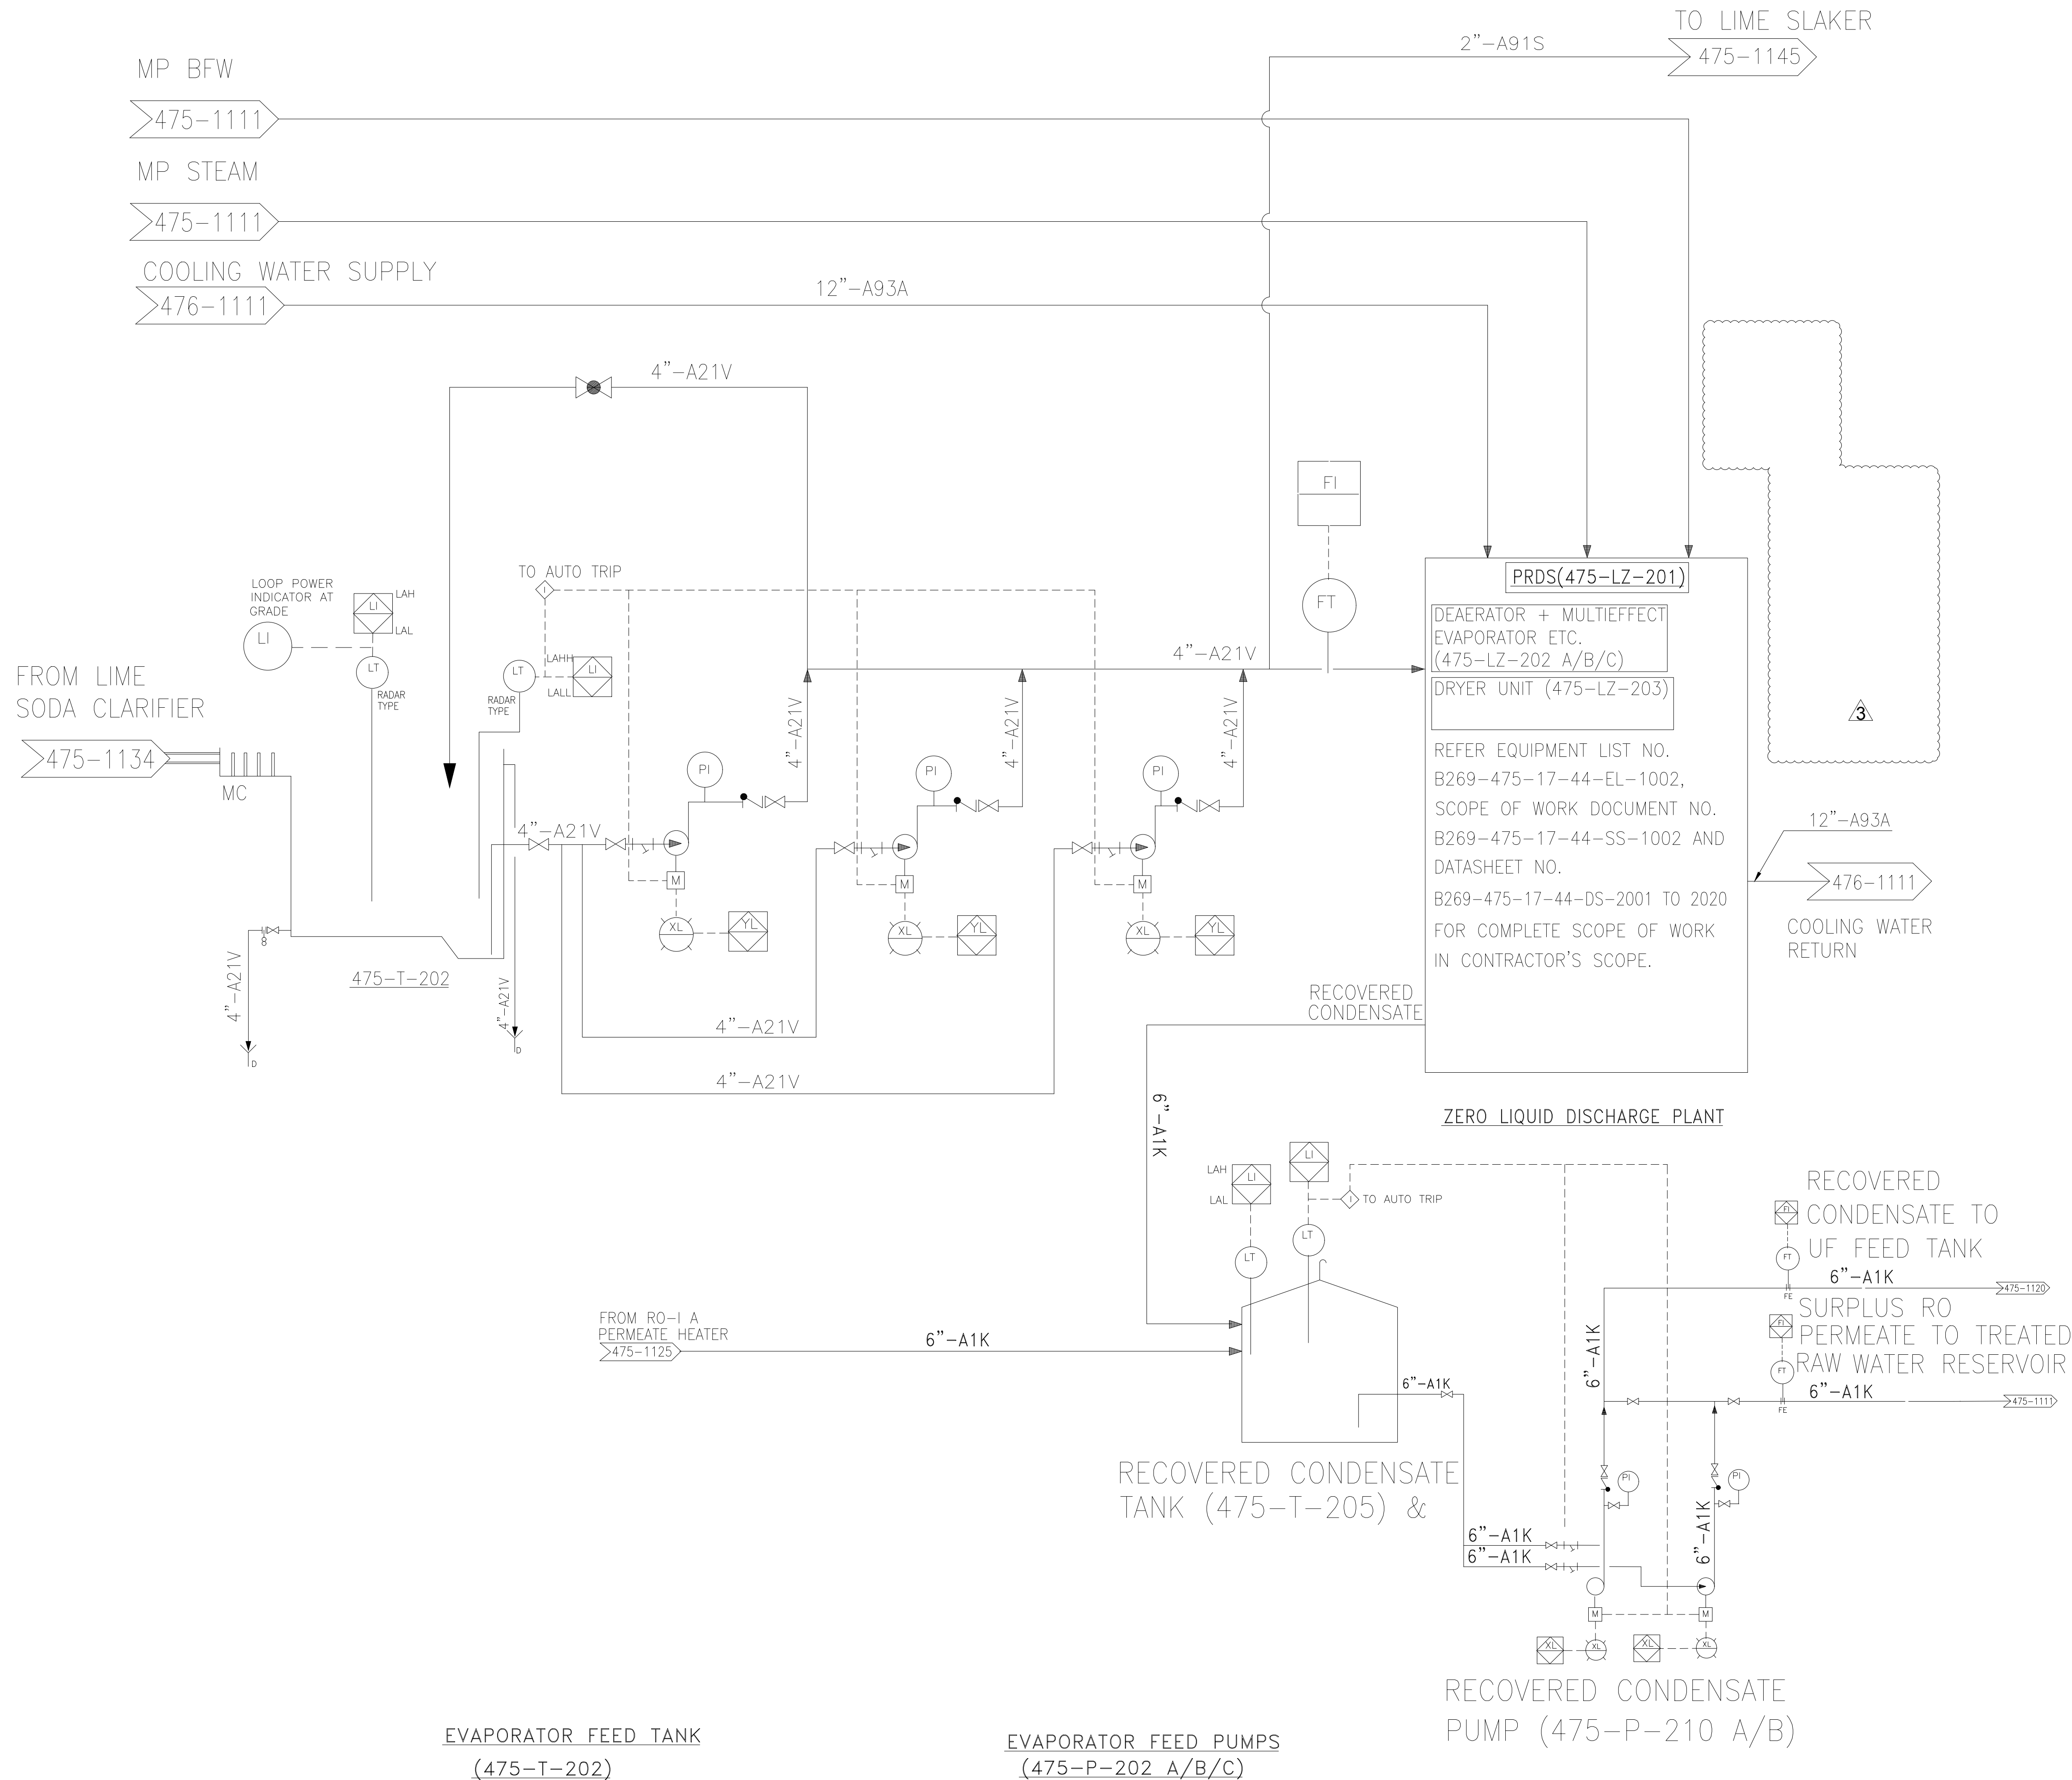 TO LIME SLAKER
2”-A91S
475-1145
MP BFW
475-1111
MP STEAM
475-1111
COOLING WATER SUPPLY
476-1111
12”-A93A
4”-A21V
FI
FT
TO AUTO TRIP
I
LOOP POWER
INDICATOR AT
GRADE
LI
LI
LAH
LAL
LT
RADAR
TYPE
LT
RADAR
TYPE
LAHH
LALL
LI
FROM LIME
SODA CLARIFIER
475-1134
MC
4”-A21V
4”-A21V
4”-A21V
4”-A21V
PI
PI
PI
4”-A21V
M
M
M
XL
YL
XL
YL
XL
YL
475-T-202
4”-A21V
D
4”-A21V
D
4”-A21V
4”-A21V
PRDS(475-LZ-201)
DEAERATOR + MULTIEFFECT
EVAPORATOR ETC.
(475-LZ-202 A/B/C)
DRYER UNIT (475-LZ-203)
REFER EQUIPMENT LIST NO.
B269-475-17-44-EL-1002,
SCOPE OF WORK DOCUMENT NO.
B269-475-17-44-SS-1002 AND
DATASHEET NO.
B269-475-17-44-DS-2001 TO 2020
FOR COMPLETE SCOPE OF WORK
IN CONTRACTOR'S SCOPE.
3
12”-A93A
476-1111
COOLING WATER
RETURN
RECOVERED
CONDENSATE
6”-A1K
ZERO LIQUID DISCHARGE PLANT
LAH
LAL
LI
LI
I
TO AUTO TRIP
LT
LT
FROM RO-I A
PERMEATE HEATER
475-1125
6”-A1K
6”-A1K
RECOVERED CONDENSATE
TANK (475-T-205) &
FI
RECOVERED
CONDENSATE TO
UF FEED TANK
FT
FE
6”-A1K
475-1120
FI
SURPLUS RO
PERMEATE TO TREATED
RAW WATER RESERVOIR
FT
FE
6”-A1K
475-1111
6”-A1K
PI
PI
6”-A1K
6”-A1K
6”-A1K
M
M
XL
XL
XL
XL
RECOVERED CONDENSATE
PUMP (475-P-210 A/B)
EVAPORATOR FEED TANK
(475-T-202)
EVAPORATOR FEED PUMPS
(475-P-202 A/B/C)